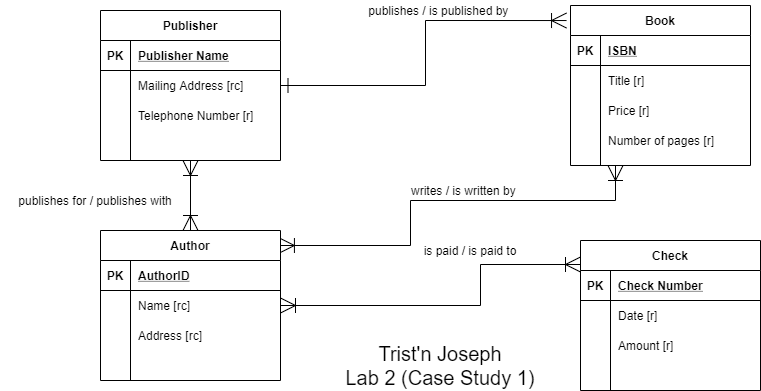 publishes / is published by
Publisher
PK Publisher Name
Mailing Address [rc]
Telephone Number [r]
Book
PK ISBN
Title [r]
Price [r]
Number of pages [r]
publishes for / publishes with
writes / is written by
Author
PK AuthorID
Name [rc]
Address [rc]
is paid / is paid to
Check
PK Check Number
Date [r]
Amount [r]
Trist'n Joseph
Lab 2 (Case Study 1)